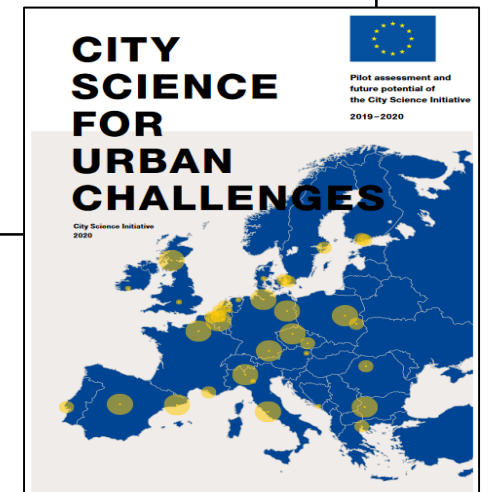 CITY
SCIENCE
FOR
URBAN
CHALLENGES
Pilot assessment and
future potential of
the City Science Initiative
2019–2020
City Science Initiative
2020